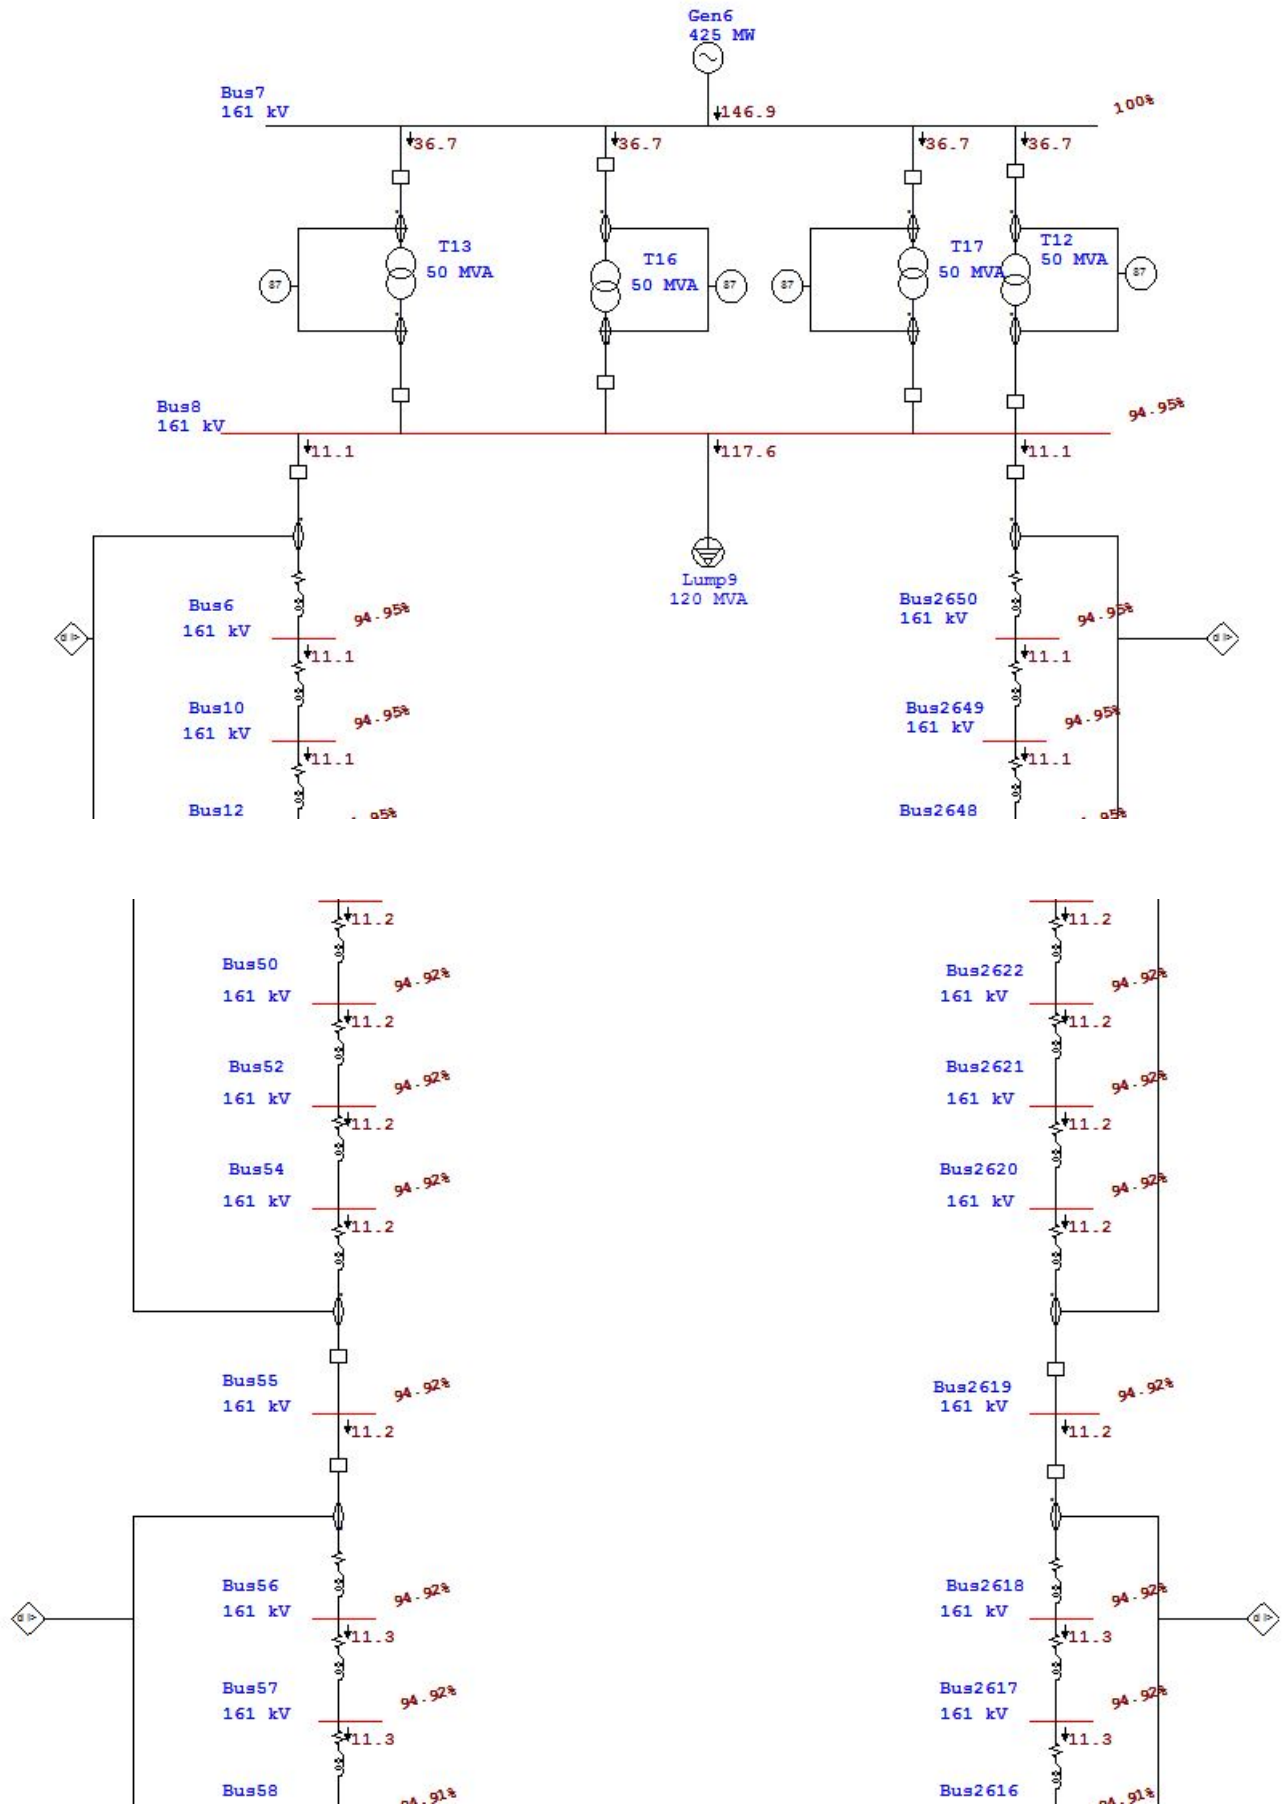 Gen6
425 MW
Bus7
161 kV
146.9
100%
36.7
36.7
36.7
36.7
T13
50 MVA
T16
50 MVA
T17
50 MVA
T12
50 MVA
87
87
87
87
Bus8
161 kV
94.95%
11.1
117.6
11.1
Lump9
120 MVA
Bus6
161 kV
94.95%
11.1
Bus2650
161 kV
94.95%
11.1
Bus10
161 kV
94.95%
11.1
Bus2649
161 kV
94.95%
11.1
Bus12
Bus2648
11.2
11.2
Bus50
161 kV
94.92%
11.2
Bus2622
161 kV
94.92%
11.2
Bus52
161 kV
94.92%
11.2
Bus2621
161 kV
94.92%
11.2
Bus54
161 kV
94.92%
11.2
Bus2620
161 kV
94.92%
11.2
Bus55
161 kV
94.92%
11.2
Bus2619
161 kV
94.92%
11.2
Bus56
161 kV
94.92%
11.3
Bus2618
161 kV
94.92%
11.3
Bus57
161 kV
94.92%
11.3
Bus2617
161 kV
94.92%
11.3
Bus58
94.91%
Bus2616
94.91%